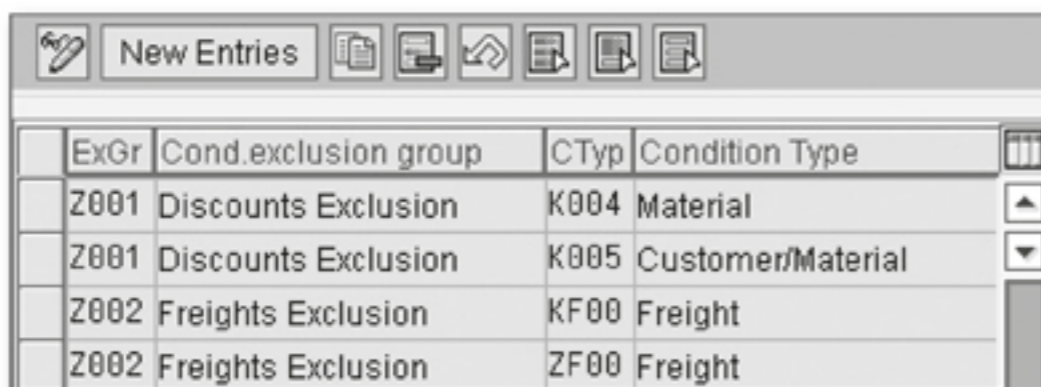 New Entries
ExGr Cond.exclusion group CTyp Condition Type
Z001 Discounts Exclusion K004 Material
Z001 Discounts Exclusion K005 Customer/Material
Z002 Freights Exclusion KF00 Freight
Z002 Freights Exclusion ZF00 Freight